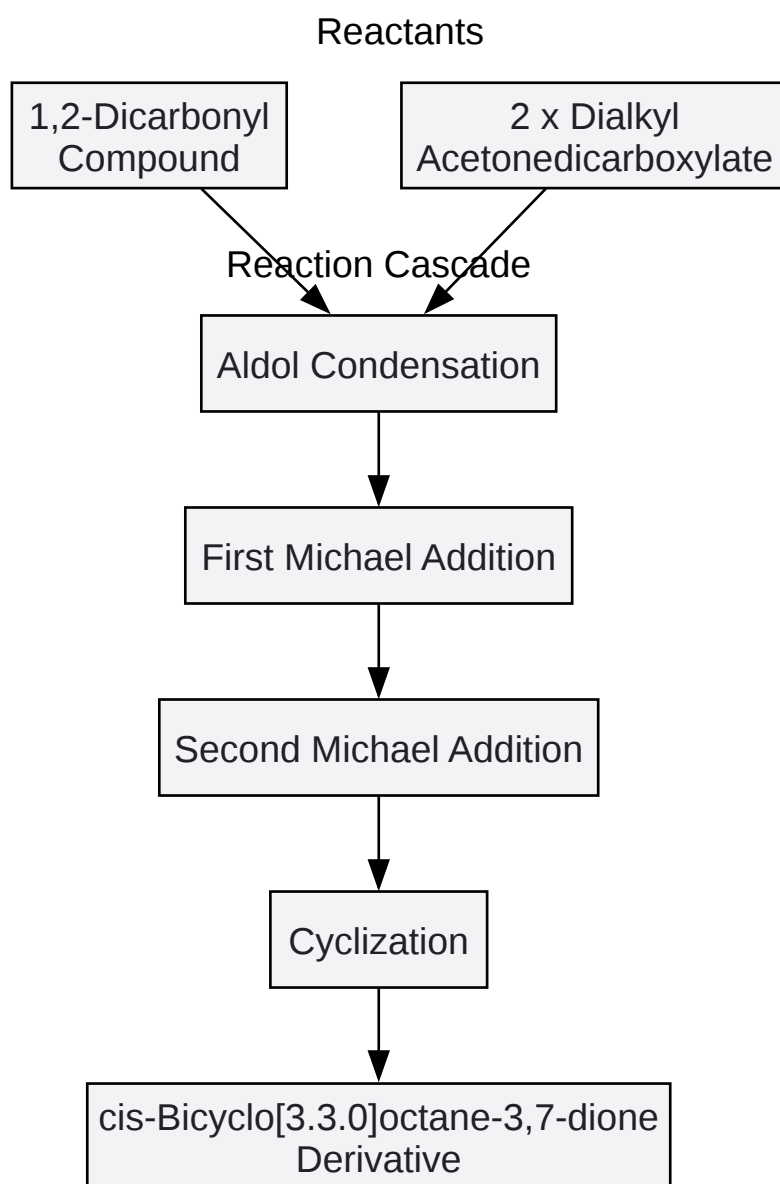 Reactants
1,2-Dicarbonyl
Compound
2 x Dialkyl
Acetonedicarboxylate
Reaction Cascade
Aldol Condensation
First Michael Addition
Second Michael Addition
Cyclization
cis-Bicyclo[3.3.0]octane-3,7-dione
Derivative